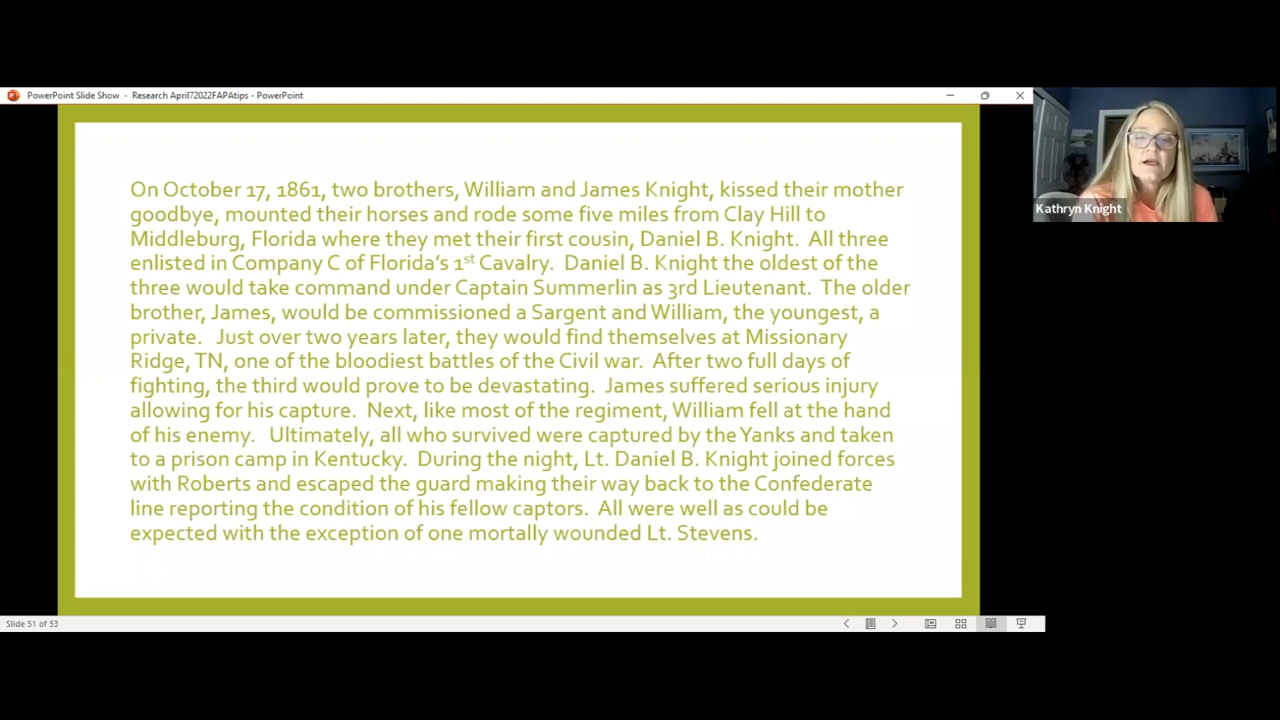 PowerPoint Slide Show - Research April72022FAPAtips - PowerPoint
On October 17, 1861, two brothers, William and James Knight, kissed their mother
goodbye, mounted their horses and rode some five miles from Clay Hill to
Middleburg, Florida where they met their first cousin, Daniel B. Knight. All three
enlisted in Company C of Florida's 1st Cavalry. Daniel B. Knight the oldest of the
three would take command under Captain Summerlin as 3rd Lieutenant. The older
brother, James, would be commissioned a Sargent and William, the youngest, a
private. Just over two years later, they would find themselves at Missionary
Ridge, TN, one of the bloodiest battles of the Civil war. After two full days of
fighting, the third would prove to be devastating. James suffered serious injury
allowing for his capture. Next, like most of the regiment, William fell at the hand
of his enemy. Ultimately, all who survived were captured by the Yanks and taken
to a prison camp in Kentucky. During the night, Lt. Daniel B. Knight joined forces
with Roberts and escaped the guard making their way back to the Confederate
line reporting the condition of his fellow captors. All were well as could be
expected with the exception of one mortally wounded Lt. Stevens.
Kathryn Knight
Slide 51 of 53